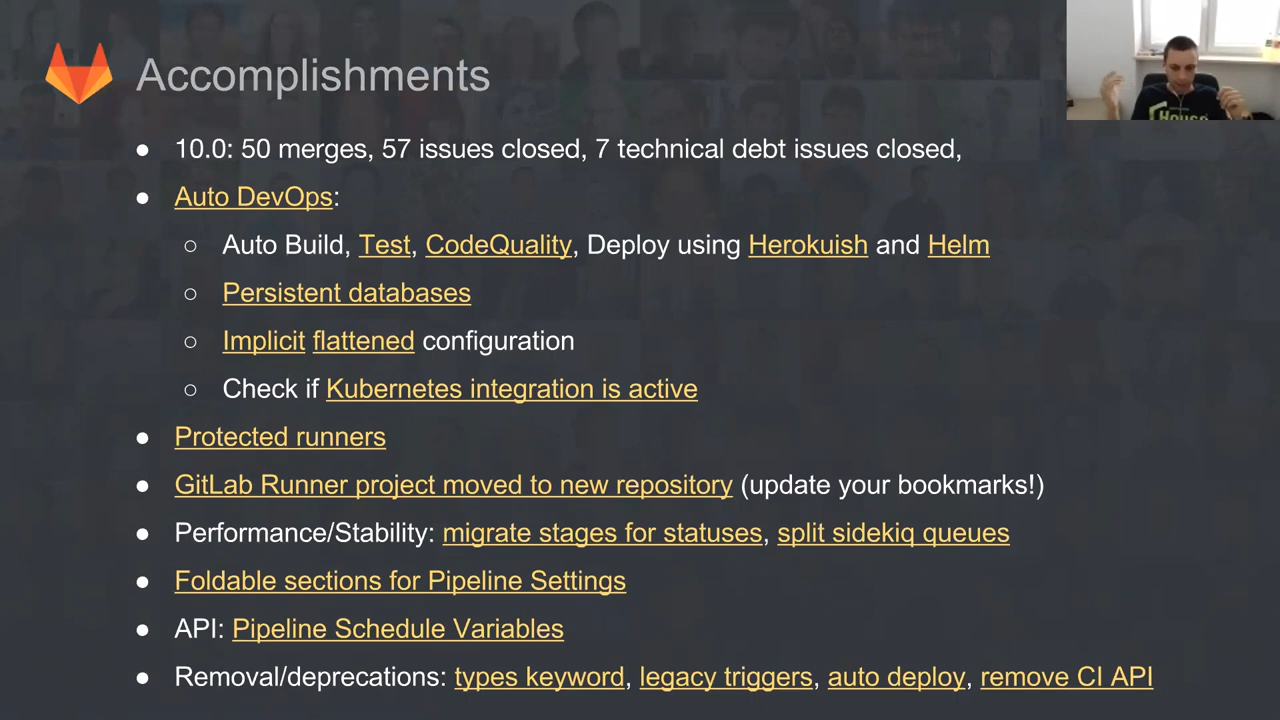 Accomplishments
● 10.0: 50 merges, 57 issues closed, 7 technical debt issues closed,
● Auto DevOps:
○ Auto Build, Test, CodeQuality, Deploy using Herokuish and Helm
○ Persistent databases
○ Implicit flattened configuration
○ Check if Kubernetes integration is active
● Protected runners
● GitLab Runner project moved to new repository (update your bookmarks!)
● Performance/Stability: migrate stages for statuses, split sidekiq queues
● Foldable sections for Pipeline Settings
● API: Pipeline Schedule Variables
● Removal/deprecations: types keyword, legacy triggers, auto deploy, remove CI API